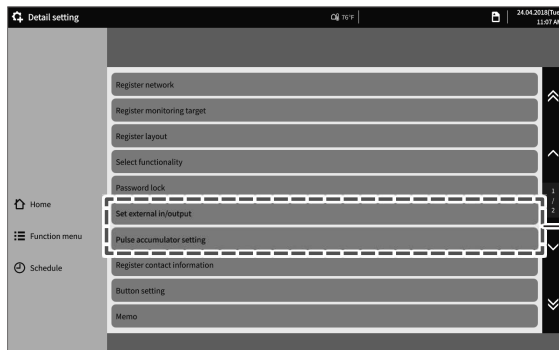 Detail setting
76°F
24.04.2018(Tue
11:07 AM
Register network
Register monitoring target
Register layout
Select functionality
Password lock
Set external in/output
Pulse accumulator setting
Register contact information
Button setting
Memo
Home
Function menu
Schedule
1
/
2